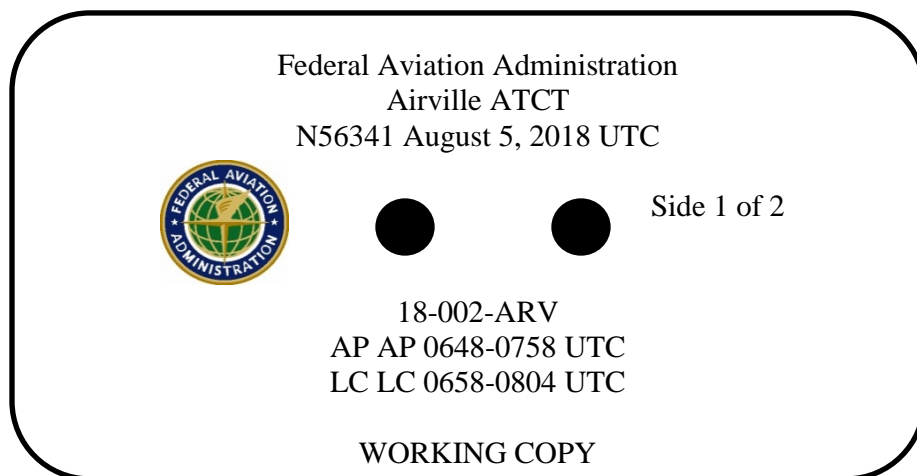 Federal Aviation Administration
Airville ATCT
N56341 August 5, 2018 UTC
FEDERAL AVIATION
ADMINISTRATION
Side 1 of 2
18-002-ARV
AP AP 0648-0758 UTC
LC LC 0658-0804 UTC
WORKING COPY